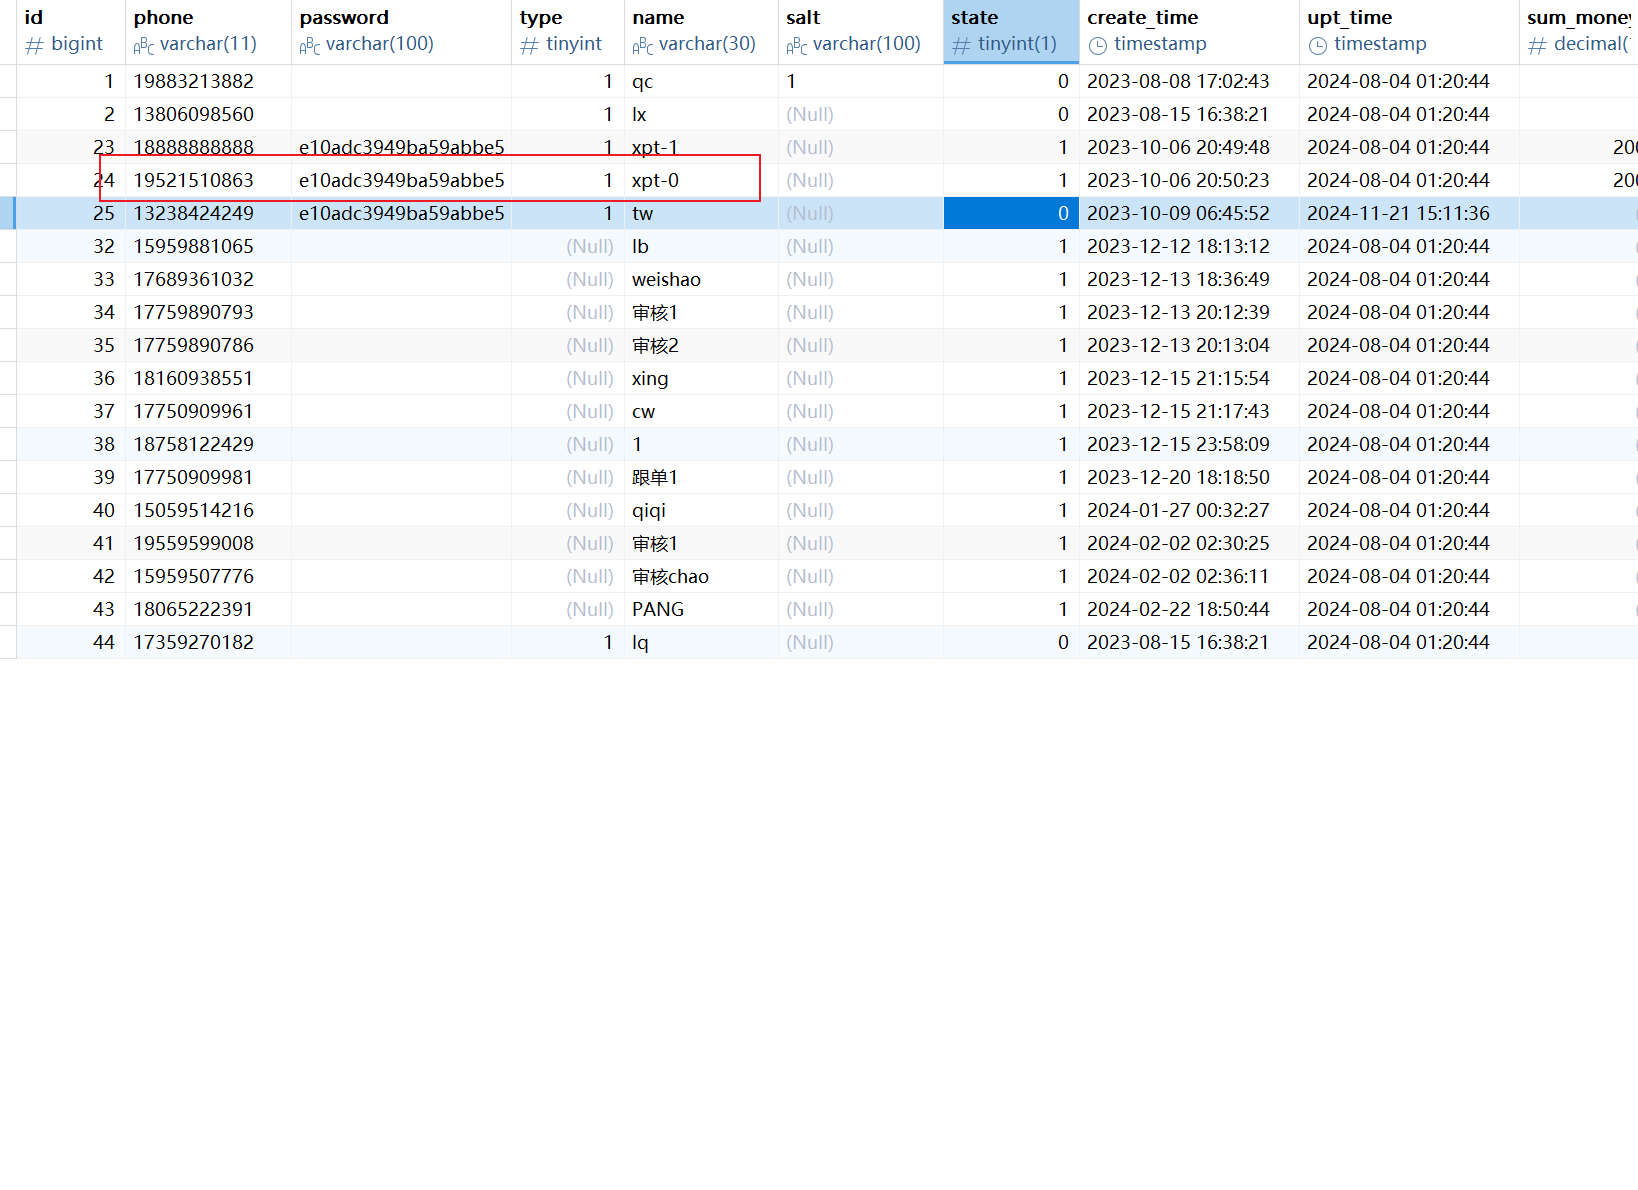 id phone password type name salt state create_time upt_time sum_money
# bigint ABC varchar(11) ABC varchar(100) # tinyint ABC varchar(30) ABC varchar(100) # tinyint(1) timestamp timestamp # decimal(
1 19883213882 1 qc 1 0 2023-08-08 17:02:43 2024-08-04 01:20:44
2 13806098560 1 lx (Null) 0 2023-08-15 16:38:21 2024-08-04 01:20:44
23 18888888888 e10adc3949ba59abbe5 1 xpt-1 (Null) 1 2023-10-06 20:49:48 2024-08-04 01:20:44 200
24 19521510863 e10adc3949ba59abbe5 1 xpt-0 (Null) 1 2023-10-06 20:50:23 2024-08-04 01:20:44 200
25 13238424249 e10adc3949ba59abbe5 1 tw (Null) 0 2023-10-09 06:45:52 2024-11-21 15:11:36
32 15959881065 (Null) lb (Null) 1 2023-12-12 18:13:12 2024-08-04 01:20:44
33 17689361032 (Null) weishao (Null) 1 2023-12-13 18:36:49 2024-08-04 01:20:44
34 17759890793 (Null) 审核1 (Null) 1 2023-12-13 20:12:39 2024-08-04 01:20:44
35 17759890786 (Null) 审核2 (Null) 1 2023-12-13 20:13:04 2024-08-04 01:20:44
36 18160938551 (Null) xing (Null) 1 2023-12-15 21:15:54 2024-08-04 01:20:44
37 17750909961 (Null) cw (Null) 1 2023-12-15 21:17:43 2024-08-04 01:20:44
38 18758122429 (Null) 1 (Null) 1 2023-12-15 23:58:09 2024-08-04 01:20:44
39 17750909981 (Null) 跟单1 (Null) 1 2023-12-20 18:18:50 2024-08-04 01:20:44
40 15059514216 (Null) qiqi (Null) 1 2024-01-27 00:32:27 2024-08-04 01:20:44
41 19559599008 (Null) 审核1 (Null) 1 2024-02-02 02:30:25 2024-08-04 01:20:44
42 15959507776 (Null) 审核chao (Null) 1 2024-02-02 02:36:11 2024-08-04 01:20:44
43 18065222391 (Null) PANG (Null) 1 2024-02-22 18:50:44 2024-08-04 01:20:44
44 17359270182 1 lq (Null) 0 2023-08-15 16:38:21 2024-08-04 01:20:44